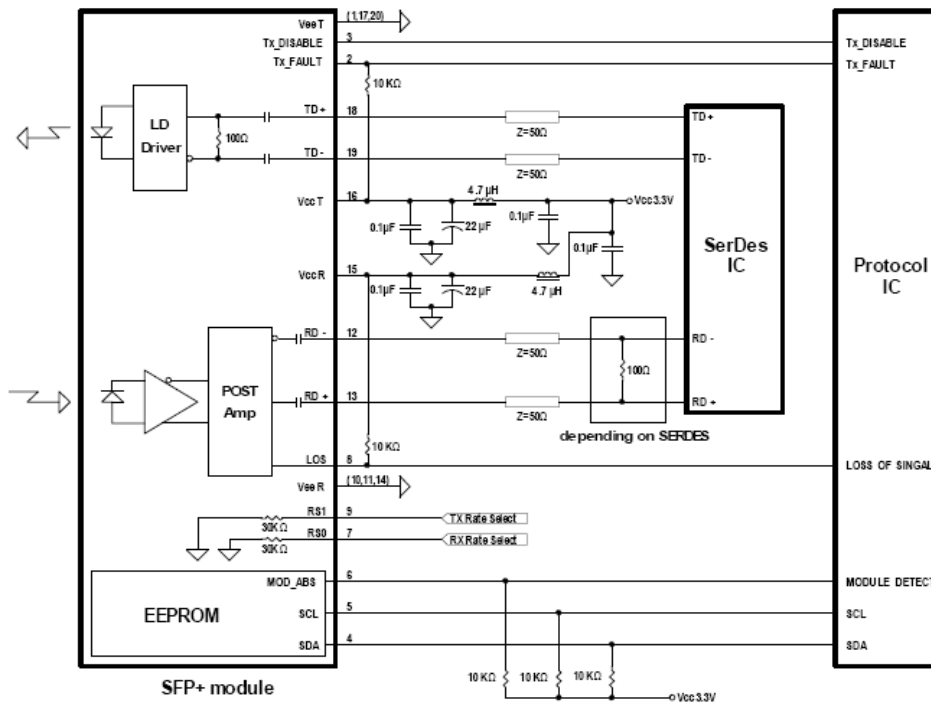 VeeT
(1,17,20)
Tx_DISABLE
3
Tx_DISABLE
Tx_FAULT
2
Tx_FAULT
10 KΩ
LD
Driver
100Ω
TD+
18
Z=50Ω
TD+
TD -
19
Z=50Ω
TD -
VccT
16
4.7 µH
Vcc3.3V
0.1µF
22 µF
0.1µF
0.1µF
SerDes
IC
Protocol
IC
VccR
15
0.1µF
22 µF
4.7 µH
RD -
12
Z=50Ω
RD -
100Ω
POST
Amp
RD +
13
Z=50Ω
RD +
depending on SERDES
10 KΩ
LOS
8
LOSS OF SINGAL
VeeR
(10,11,14)
RS1
9
TX Rate Select
30KΩ
RS0
7
RX Rate Select
30KΩ
MOD_ABS
6
MODULE DETECT
EEPROM
SCL
5
SCL
SDA
4
SDA
10 KΩ
10 KΩ
10 KΩ
Vcc3.3V
SFP+ module